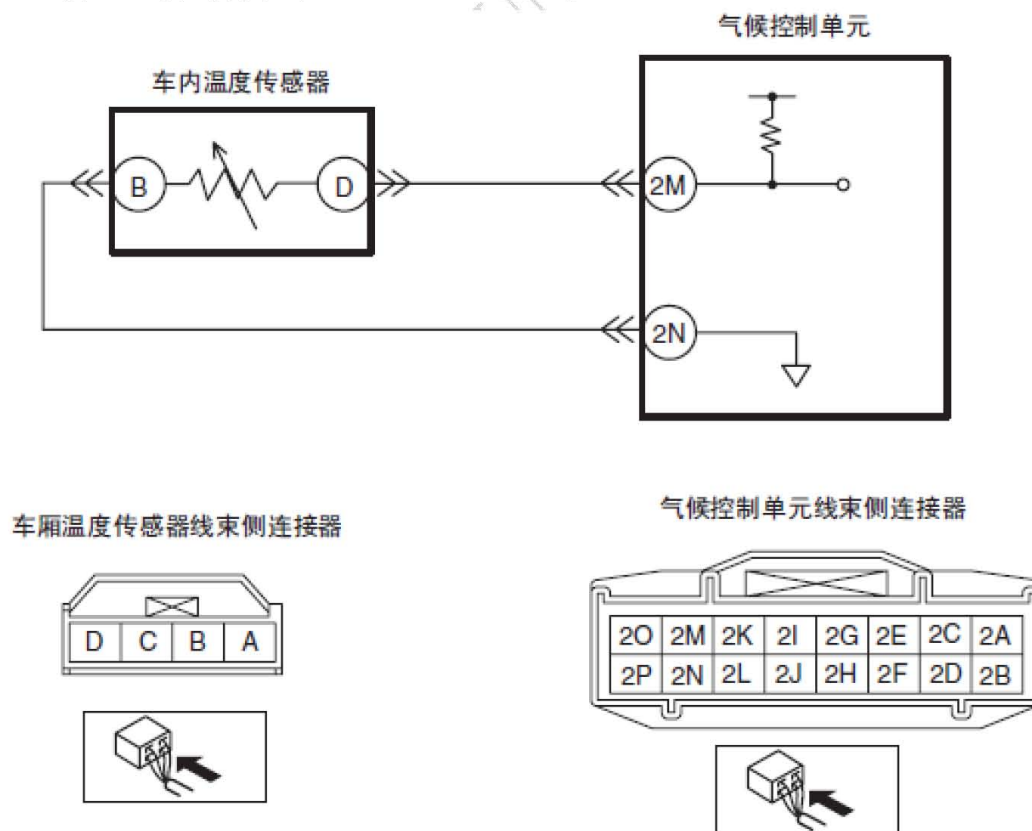 气候控制单元
车内温度传感器
B D 2M
2N
车厢温度传感器线束侧连接器
气候控制单元线束侧连接器
D C B A
2O 2M 2K 2I 2G 2E 2C 2A
2P 2N 2L 2J 2H 2F 2D 2B